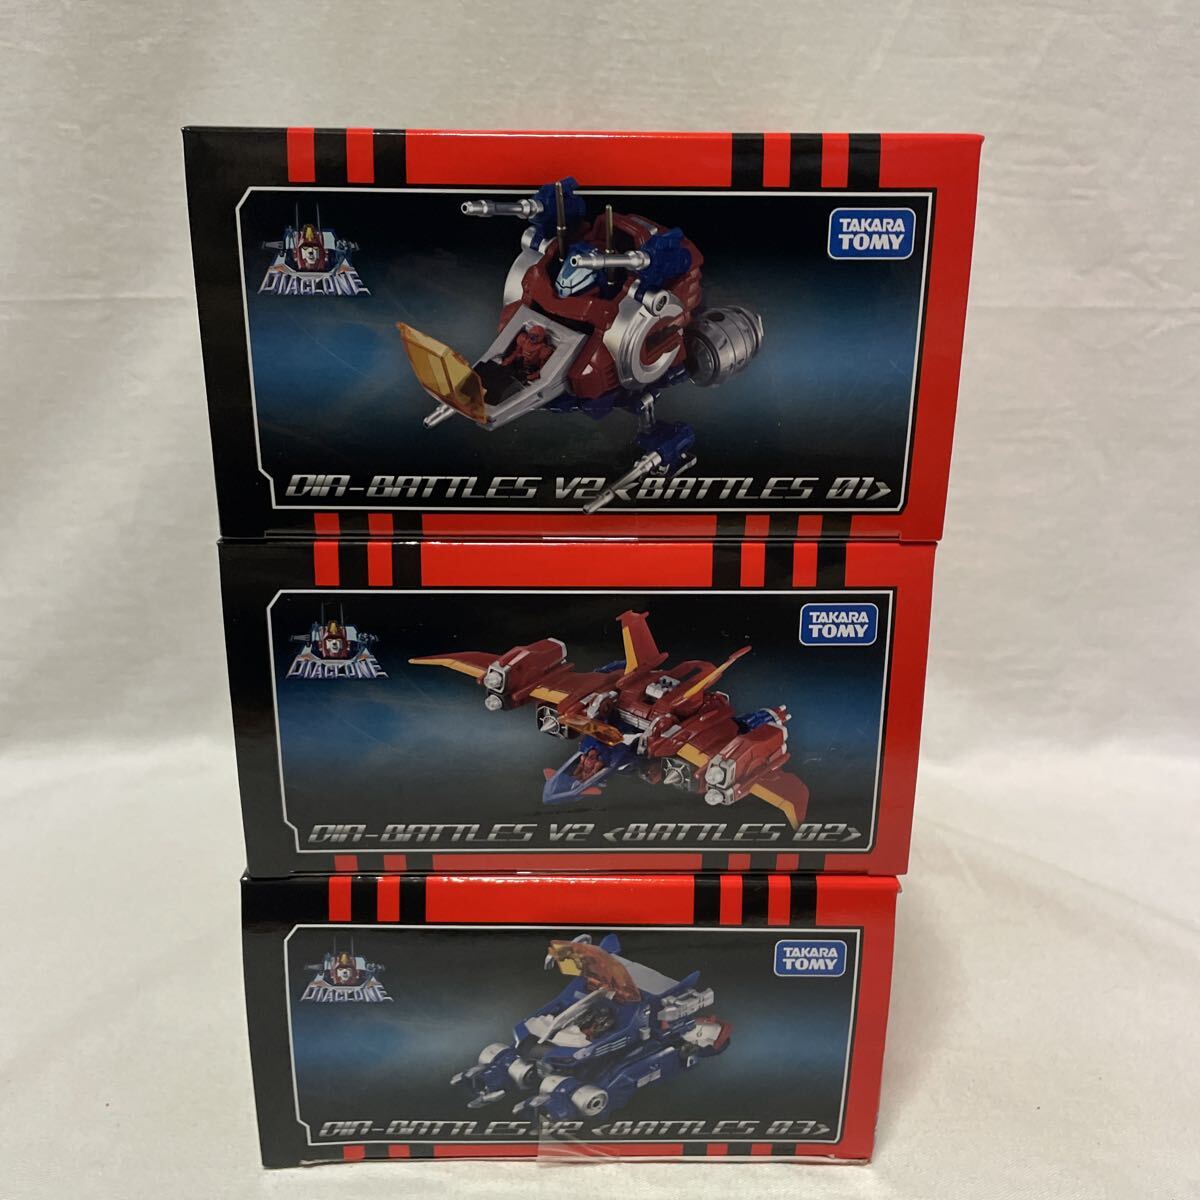 TAKARA
TOMY
DIACLONE
DIA-BATTLES V2 <BATTLES 01>
TAKARA
TOMY
DIACLONE
DIA-BATTLES V2 <BATTLES 02>
TAKARA
TOMY
DIACLONE
DIA-BATTLES V2 <BATTLES 03>